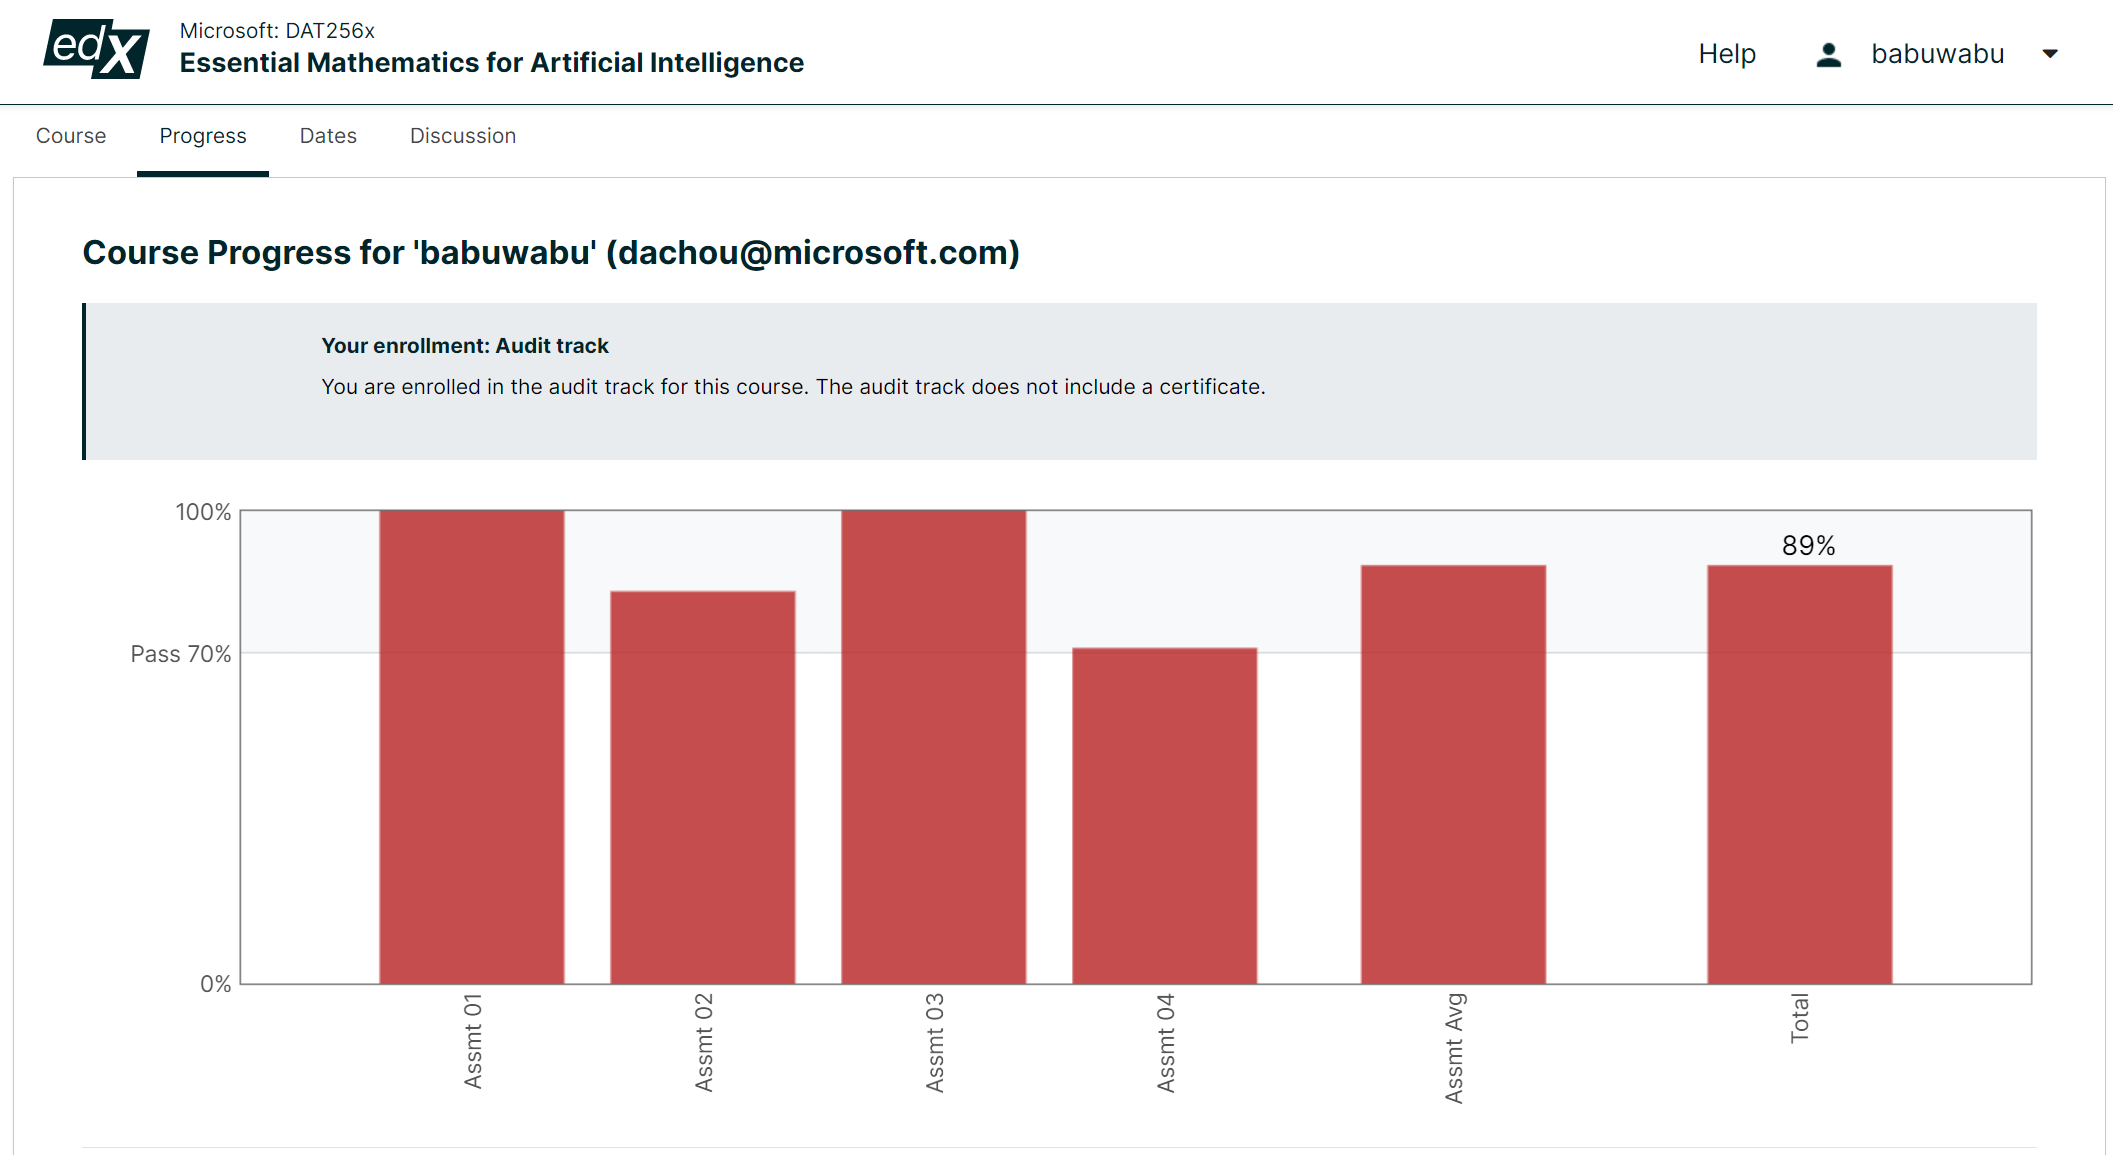 edX
Microsoft: DAT256x
Essential Mathematics for Artificial Intelligence
Help
babuwabu
Course
Progress
Dates
Discussion
Course Progress for 'babuwabu' (dachou@microsoft.com)
Your enrollment: Audit track
You are enrolled in the audit track for this course. The audit track does not include a certificate.
100%
89%
Pass 70%
0%
Assmt 01
Assmt 02
Assmt 03
Assmt 04
Assmt Avg
Total